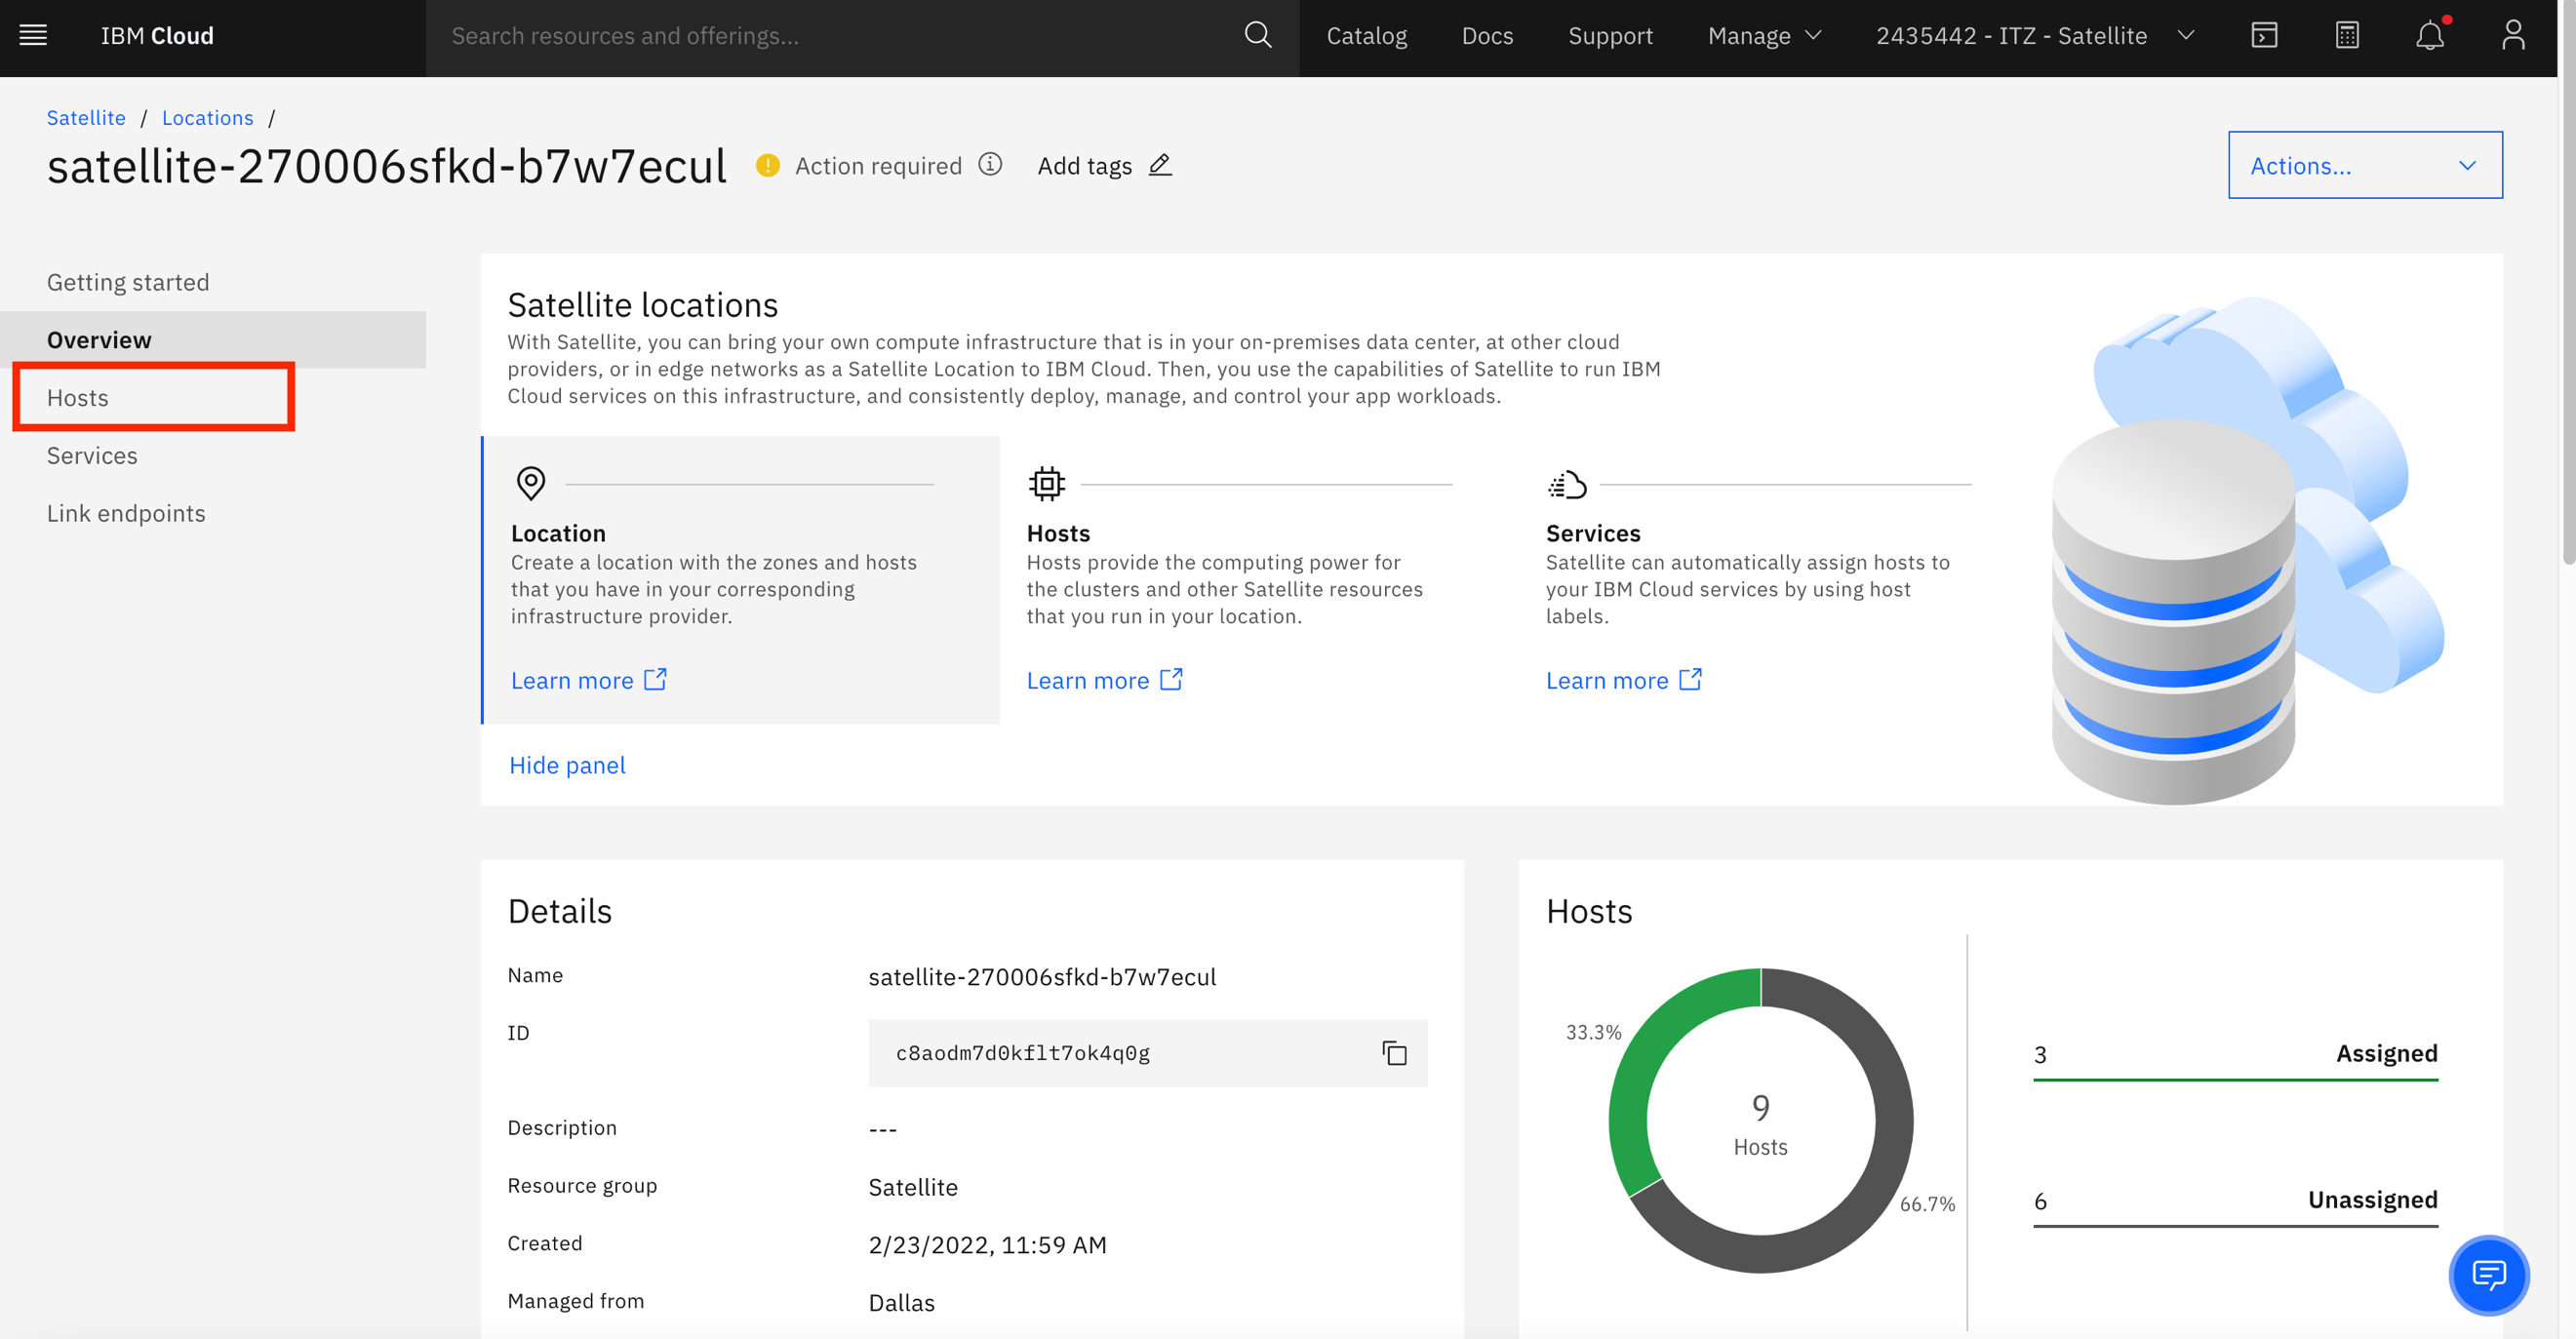 IBM Cloud
Search resources and offerings...
Catalog
Docs
Support
Manage
2435442 - ITZ - Satellite
Satellite / Locations /
satellite-270006sfkd-b7w7ecul
Action required
Add tags
Actions...
Getting started
Overview
Hosts
Services
Link endpoints
Satellite locations
With Satellite, you can bring your own compute infrastructure that is in your on-premises data center, at other cloud
providers, or in edge networks as a Satellite Location to IBM Cloud. Then, you use the capabilities of Satellite to run IBM
Cloud services on this infrastructure, and consistently deploy, manage, and control your app workloads.
Location
Create a location with the zones and hosts
that you have in your corresponding
infrastructure provider.
Learn more
Hosts
Hosts provide the computing power for
the clusters and other Satellite resources
that you run in your location.
Learn more
Services
Satellite can automatically assign hosts to
your IBM Cloud services by using host
labels.
Learn more
Hide panel
Details
Name
satellite-270006sfkd-b7w7ecul
ID
c8aodm7d0kflt7ok4q0g
Description
---
Resource group
Satellite
Created
2/23/2022, 11:59 AM
Managed from
Dallas
Hosts
33.3%
9
Hosts
66.7%
3
Assigned
6
Unassigned